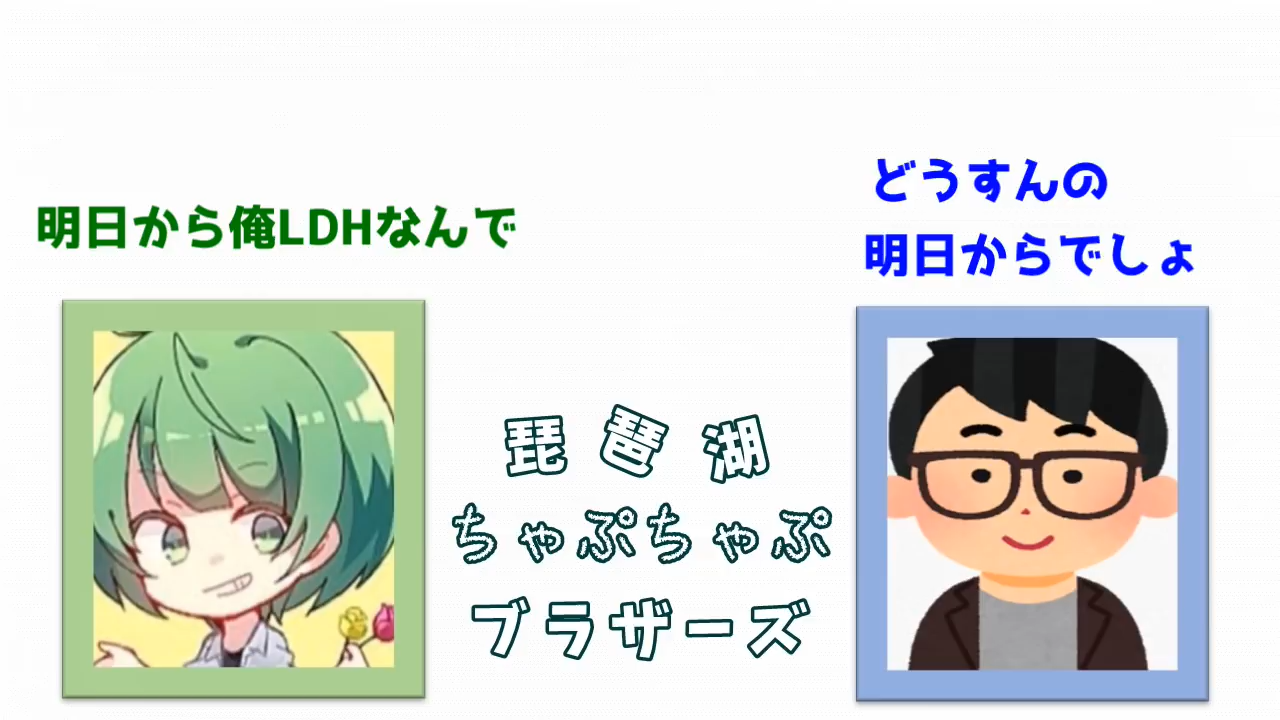 明日から俺LDHなんで
どうすんの
明日からでしょ
琵琶湖
ちゃぷちゃぷ
ブラザーズ